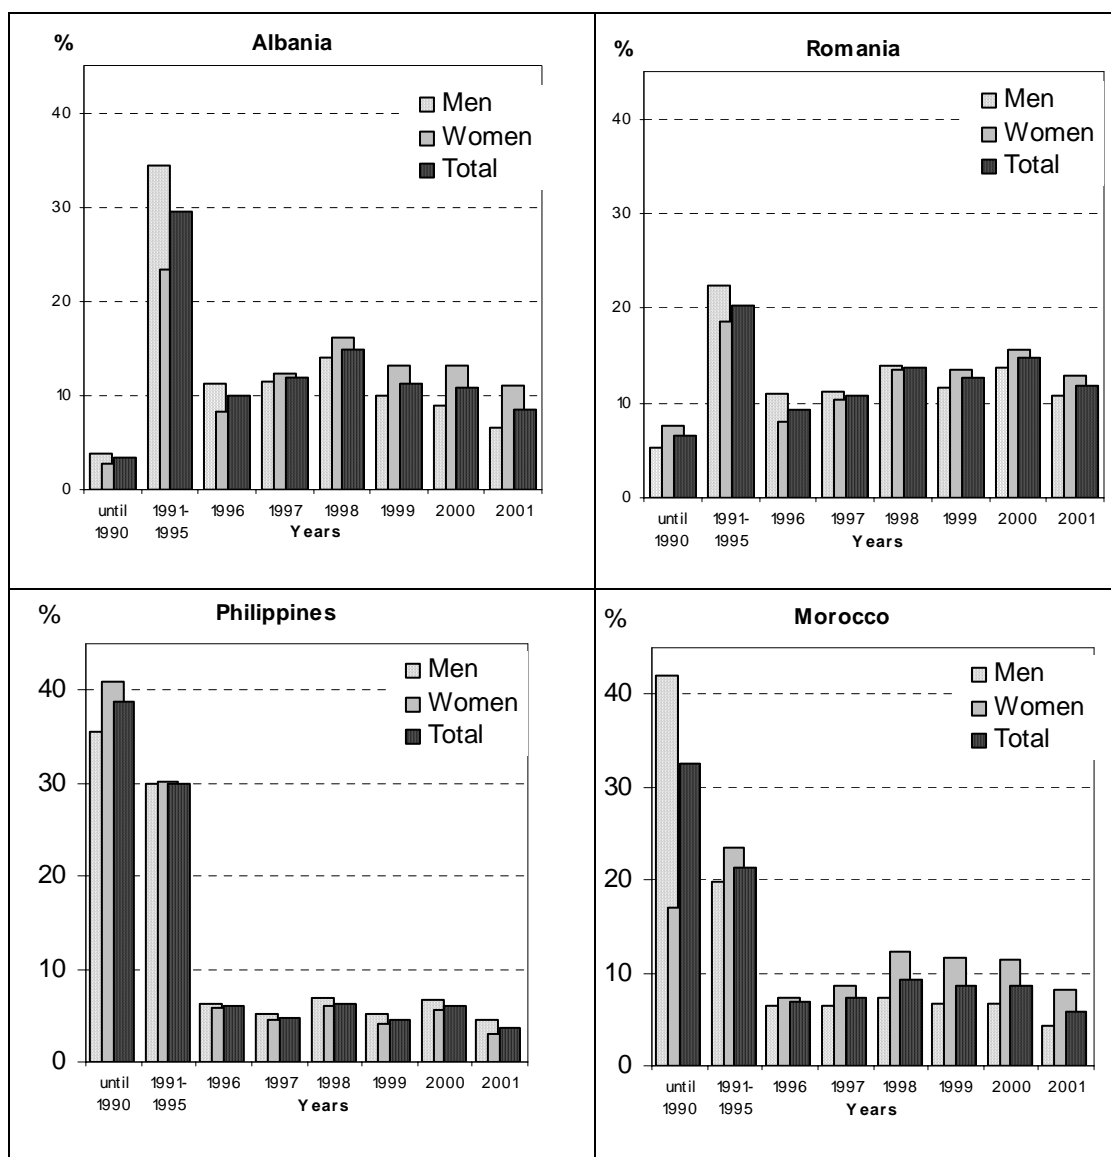 % Albania
40
30
20
10
0
Men
Women
Total
until 1990
1991-1995
1996
1997
1998
1999
2000
2001
Years
% Romania
40
30
20
10
0
Men
Women
Total
until 1990
1991-1995
1996
1997
1998
1999
2000
2001
Years
% Philippines
40
30
20
10
0
Men
Women
Total
until 1990
1991-1995
1996
1997
1998
1999
2000
2001
Years
% Morocco
40
30
20
10
0
Men
Women
Total
until 1990
1991-1995
1996
1997
1998
1999
2000
2001
Years